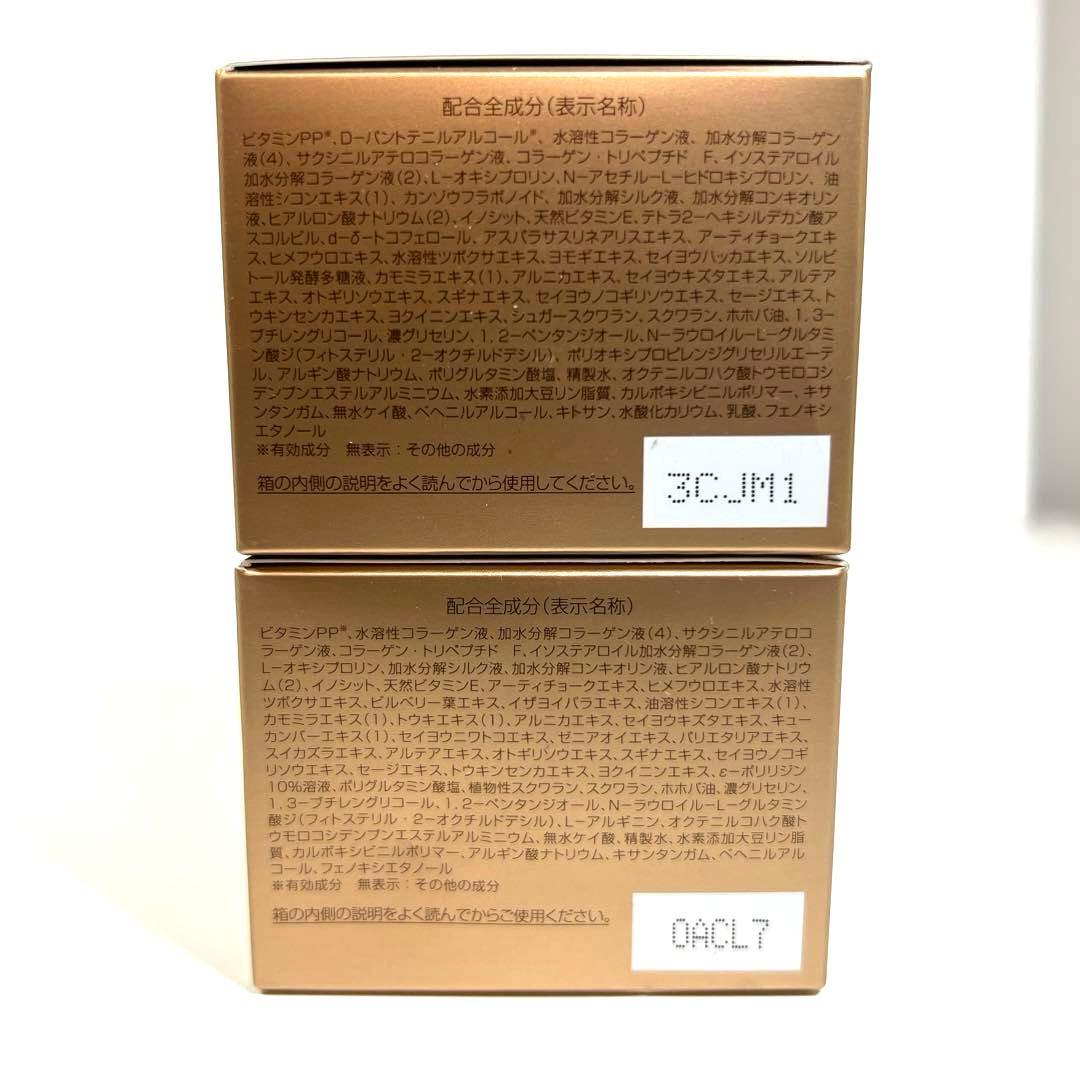 配合全成分(表示名称)
ビタミンPP※、D－パントテニルアルコール※、水溶性コラーゲン液、加水分解コラーゲン
液(4)、サクシニルアテロコラーゲン液、コラーゲン・トリペプチド F、イソステアロイル
加水分解コラーゲン液(2)、L－オキシプロリン、N－アセチル－L－ヒドロキシプロリン、油
溶性シコンエキス(1)、カンゾウフラボノイド、加水分解シルク液、加水分解コンキオリン
液、ヒアルロン酸ナトリウム(2)、イノシット、天然ビタミンE、テトラ2－ヘキシルデカン酸ア
スコルビル、d－δ－トコフェロール、アスパラサスリネアリスエキス、アーティチョークエキ
ス、ヒメフウロエキス、水溶性ツボクサエキス、ヨモギエキス、セイヨウハッカエキス、ソルビ
トール発酵多糖液、カモミラエキス(1)、アルニカエキス、セイヨウキズタエキス、アルテア
エキス、オトギリソウエキス、スギナエキス、セイヨウノコギリソウエキス、セージエキス、ト
ウキンセンカエキス、ヨクイニンエキス、シュガースクワラン、スクワラン、ホホバ油、1，3－
ブチレングリコール、濃グリセリン、1，2－ペンタンジオール、N－ラウロイル－L－グルタミ
ン酸ジ(フィトステリル・2－オクチルドデシル)、ポリオキシプロピレンジグリセリルエーテ
ル、アルギン酸ナトリウム、ポリグルタミン酸塩、精製水、オクテニルコハク酸トウモロコシ
デンプンエステルアルミニウム、水素添加大豆リン脂質、カルボキシビニルポリマー、キサ
ンタンガム、無水ケイ酸、ベヘニルアルコール、キトサン、水酸化カリウム、乳酸、フェノキシ
エタノール
※有効成分 無表示：その他の成分
箱の内側の説明をよく読んでから使用してください。
3CJM1
配合全成分(表示名称)
ビタミンPP※、水溶性コラーゲン液、加水分解コラーゲン液(4)、サクシニルアテロコ
ラーゲン液、コラーゲン・トリペプチド F、イソステアロイル加水分解コラーゲン液(2)、
L－オキシプロリン、加水分解シルク液、加水分解コンキオリン液、ヒアルロン酸ナトリウ
ム(2)、イノシット、天然ビタミンE、アーティチョークエキス、ヒメフウロエキス、水溶性
ツボクサエキス、ビルベリー葉エキス、イザヨイバラエキス、油溶性シコンエキス(1)、
カモミラエキス(1)、トウキエキス(1)、アルニカエキス、セイヨウキズタエキス、キュー
カンバーエキス(1)、セイヨウニワトコエキス、ゼニアオイエキス、パリエタリアエキス、
スイカズラエキス、アルテアエキス、オトギリソウエキス、スギナエキス、セイヨウノコギ
リソウエキス、セージエキス、トウキンセンカエキス、ヨクイニンエキス、ε－ポリリジン
10%溶液、ポリグルタミン酸塩、植物性スクワラン、スクワラン、ホホバ油、濃グリセリン、
1，3－ブチレングリコール、1，2－ペンタンジオール、N－ラウロイル－L－グルタミン
酸ジ(フィトステリル・2－オクチルドデシル)、L－アルギニン、オクテニルコハク酸ト
ウモロコシデンプンエステルアルミニウム、無水ケイ酸、精製水、水素添加大豆リン脂
質、カルボキシビニルポリマー、アルギン酸ナトリウム、キサンタンガム、ベヘニルアル
コール、フェノキシエタノール
※有効成分 無表示：その他の成分
箱の内側の説明をよく読んでからご使用ください。
0ACL7